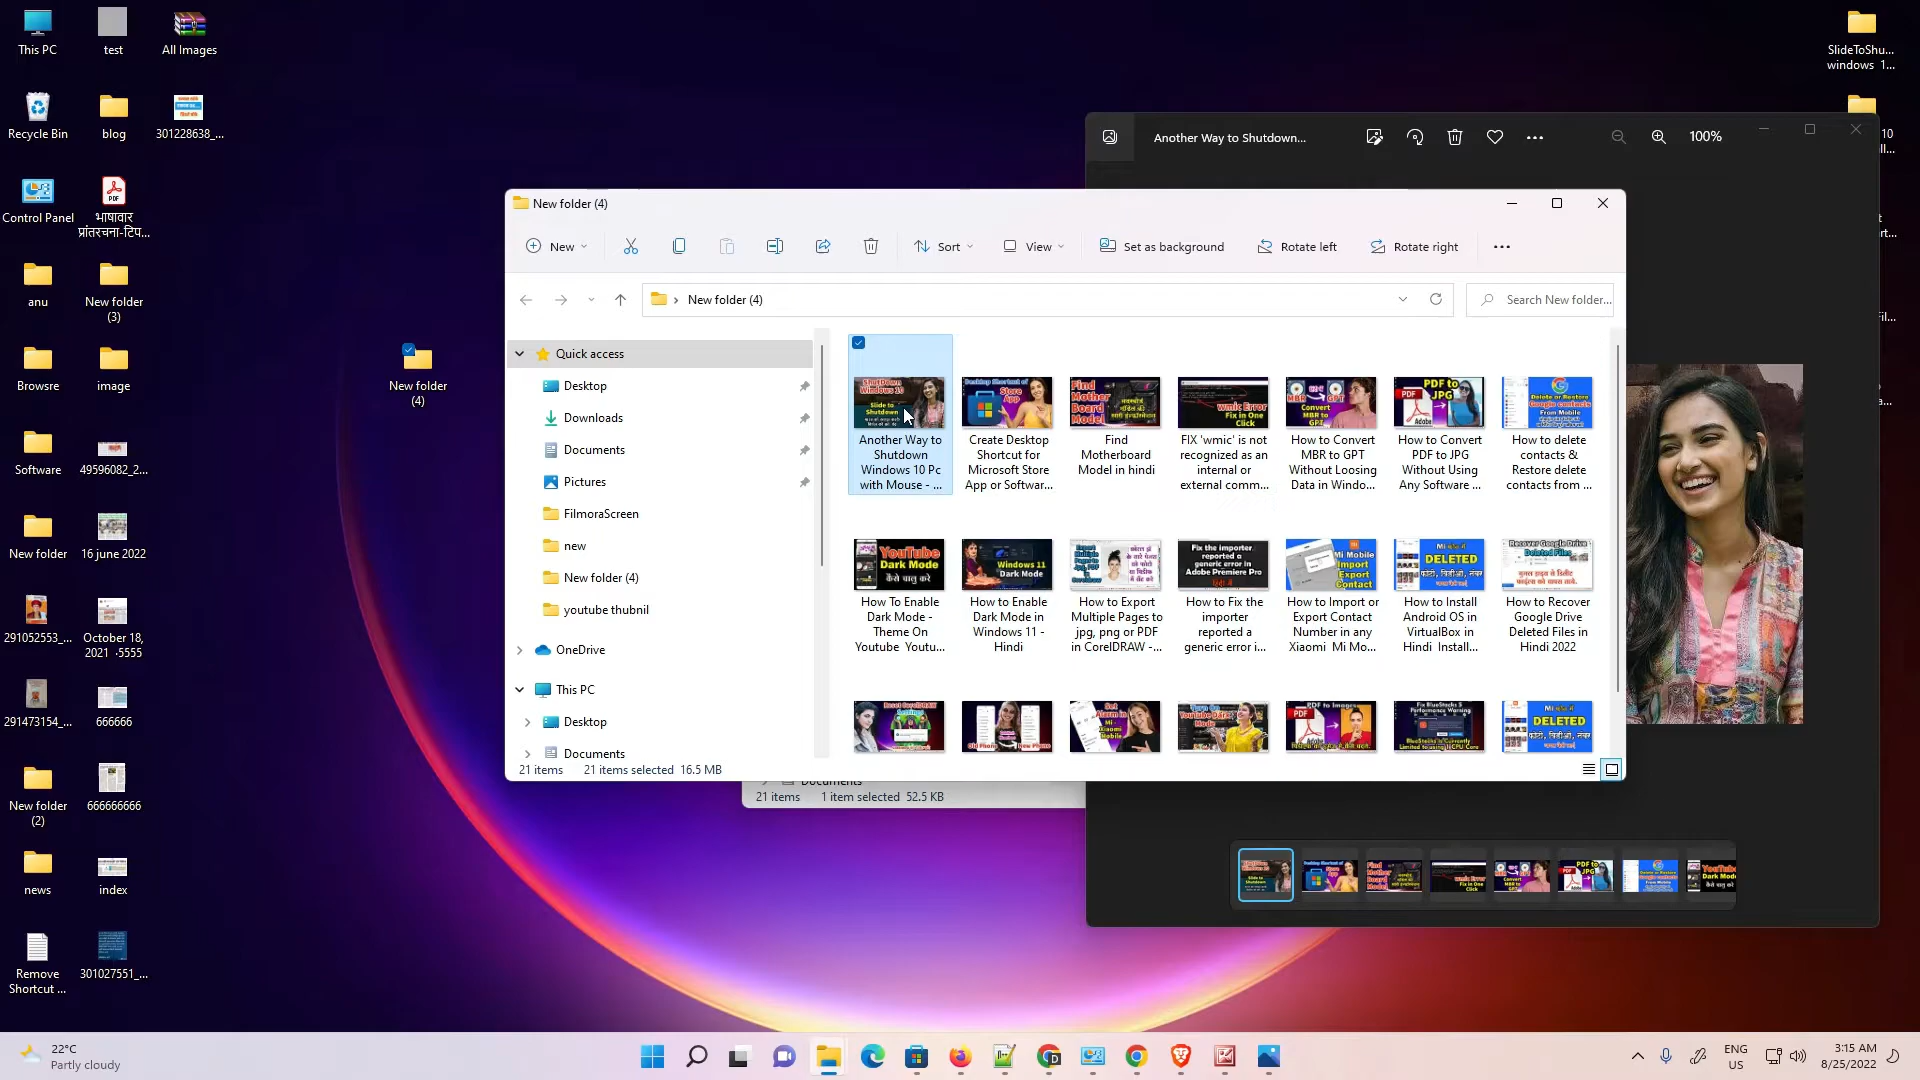 This PC
test
All Images
Recycle Bin
blog
301228638_...
Control Panel
भाषावार
प्रांतरचना-टिप...
anu
New folder
(3)
Browsre
image
Software
49596082_2...
New folder
16 june 2022
291052553_...
October 18,
2021 -5555
291473154_...
666666
New folder
(2)
666666666
news
index
Remove
Shortcut ...
301027551_...
New folder
(4)
SlideToShu...
windows 1...
Another Way to Shutdown...
100%
New folder (4)
New
Sort
View
Set as background
Rotate left
Rotate right
New folder (4)
Search New folder...
Quick access
Desktop
Downloads
Documents
Pictures
FilmoraScreen
new
New folder (4)
youtube thubnil
OneDrive
This PC
Desktop
Documents
Another Way to
Shutdown
Windows 10 Pc
with Mouse - ...
Create Desktop
Shortcut for
Microsoft Store
App or Softwar...
Find
Motherboard
Model in hindi
FIX 'wmic' is not
recognized as an
internal or
external comm...
How to Convert
MBR to GPT
Without Loosing
Data in Windo...
How to Convert
PDF to JPG
Without Using
Any Software ...
How to delete
contacts &
Restore delete
contacts from ...
How To Enable
Dark Mode -
Theme On
Youtube Youtu...
How to Enable
Dark Mode in
Windows 11 -
Hindi
How to Export
Multiple Pages to
jpg, png or PDF
in CorelDRAW -...
How to Fix the
importer
reported a
generic error i...
How to Import or
Export Contact
Number in any
Xiaomi Mi Mo...
How to Install
Android OS in
VirtualBox in
Hindi Install...
How to Recover
Google Drive
Deleted Files in
Hindi 2022
21 items 21 items selected 16.5 MB
Documents
21 items 1 item selected 52.5 KB
22°C
Partly cloudy
ENG
US
3:15 AM
8/25/2022